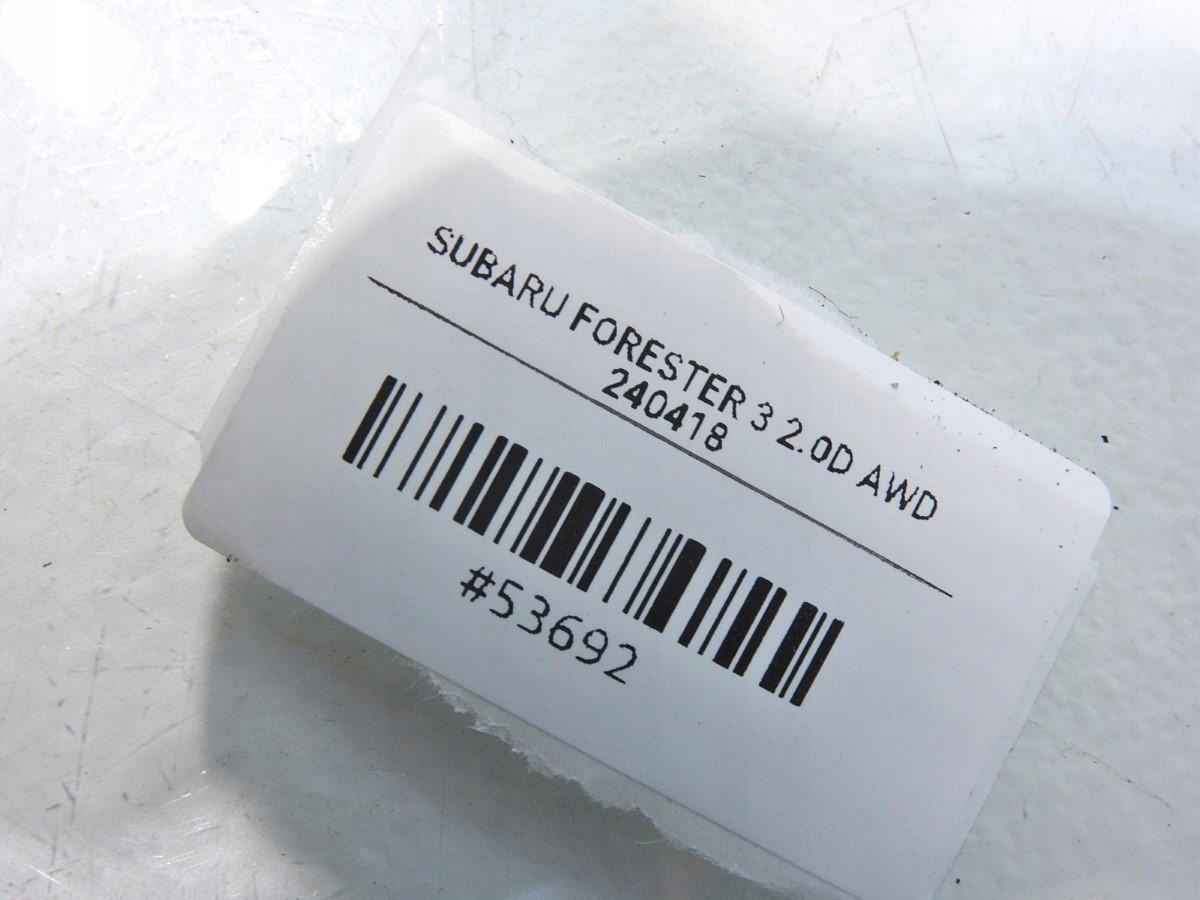 SUBARU FORESTER 3 2.0D AWD
240418
#53692